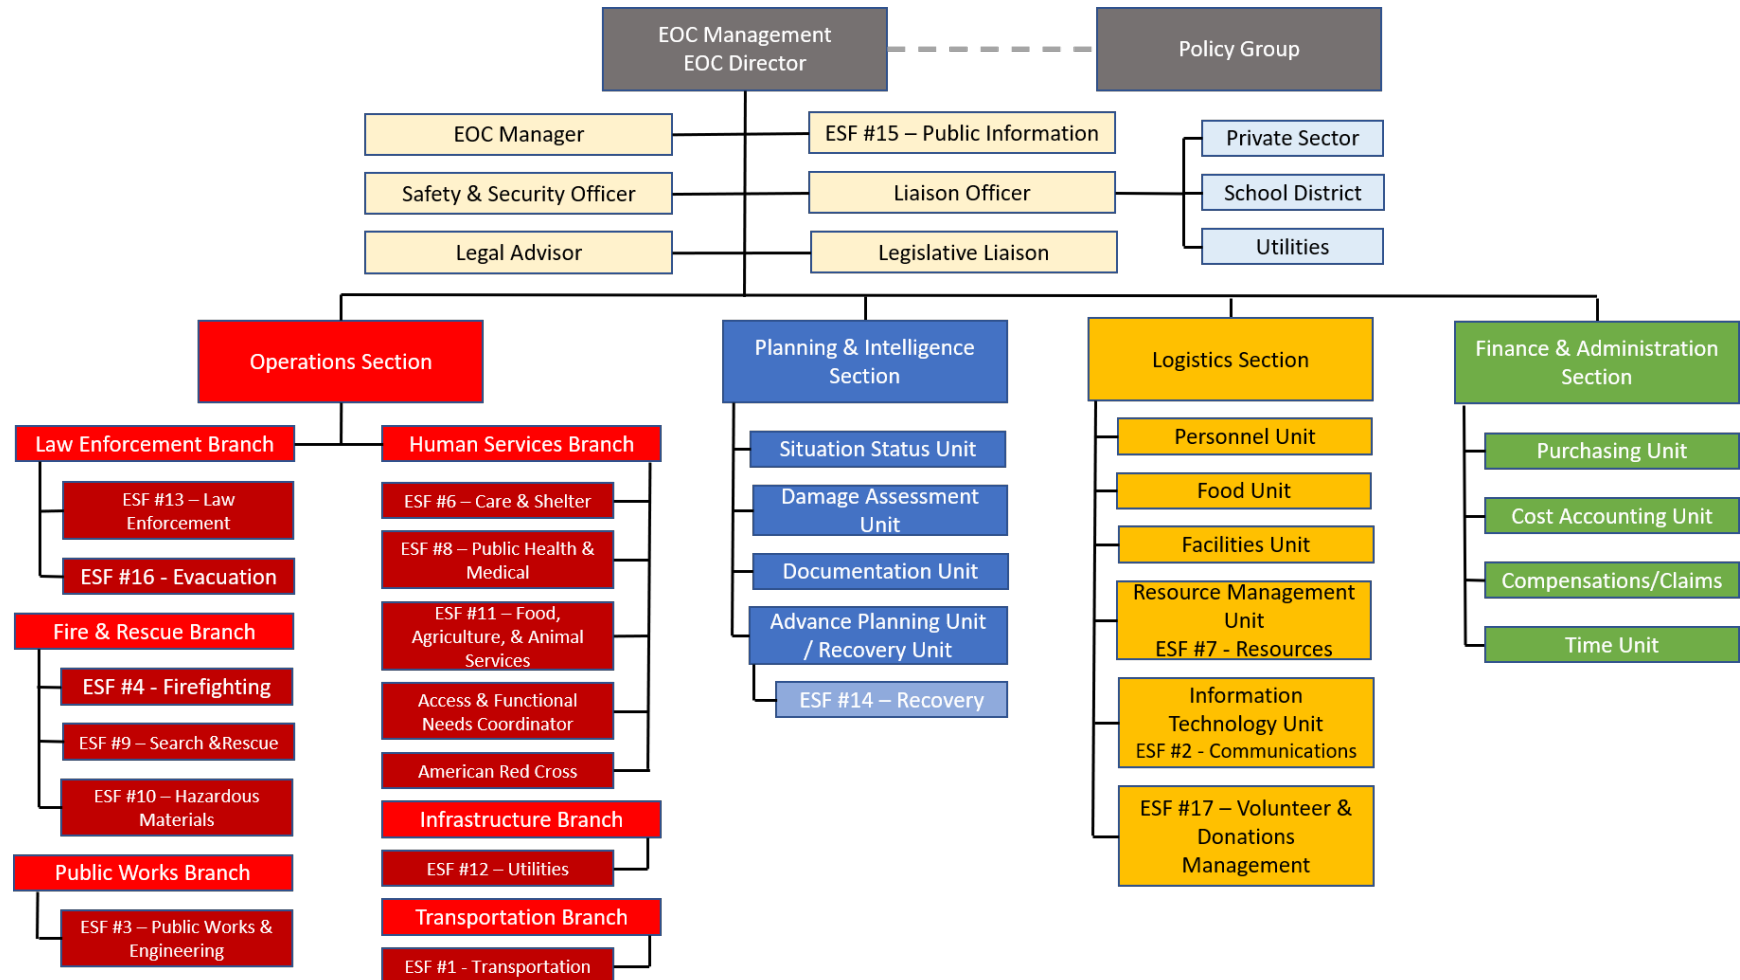 EOC Management
EOC Director
Policy Group
EOC Manager
ESF #15 – Public Information
Private Sector
Safety & Security Officer
Liaison Officer
School District
Legal Advisor
Legislative Liaison
Utilities
Operations Section
Law Enforcement Branch
ESF #13 – Law
Enforcement
ESF #16 - Evacuation
Fire & Rescue Branch
ESF #4 - Firefighting
ESF #9 – Search &Rescue
ESF #10 – Hazardous
Materials
Public Works Branch
ESF #3 – Public Works &
Engineering
Human Services Branch
ESF #6 – Care & Shelter
ESF #8 – Public Health &
Medical
ESF #11 – Food,
Agriculture, & Animal
Services
Access & Functional
Needs Coordinator
American Red Cross
Infrastructure Branch
ESF #12 – Utilities
Transportation Branch
ESF #1 - Transportation
Planning & Intelligence
Section
Situation Status Unit
Damage Assessment
Unit
Documentation Unit
Advance Planning Unit
/ Recovery Unit
ESF #14 – Recovery
Logistics Section
Personnel Unit
Food Unit
Facilities Unit
Resource Management
Unit
ESF #7 - Resources
Information
Technology Unit
ESF #2 - Communications
ESF #17 – Volunteer &
Donations
Management
Finance & Administration
Section
Purchasing Unit
Cost Accounting Unit
Compensations/Claims
Time Unit